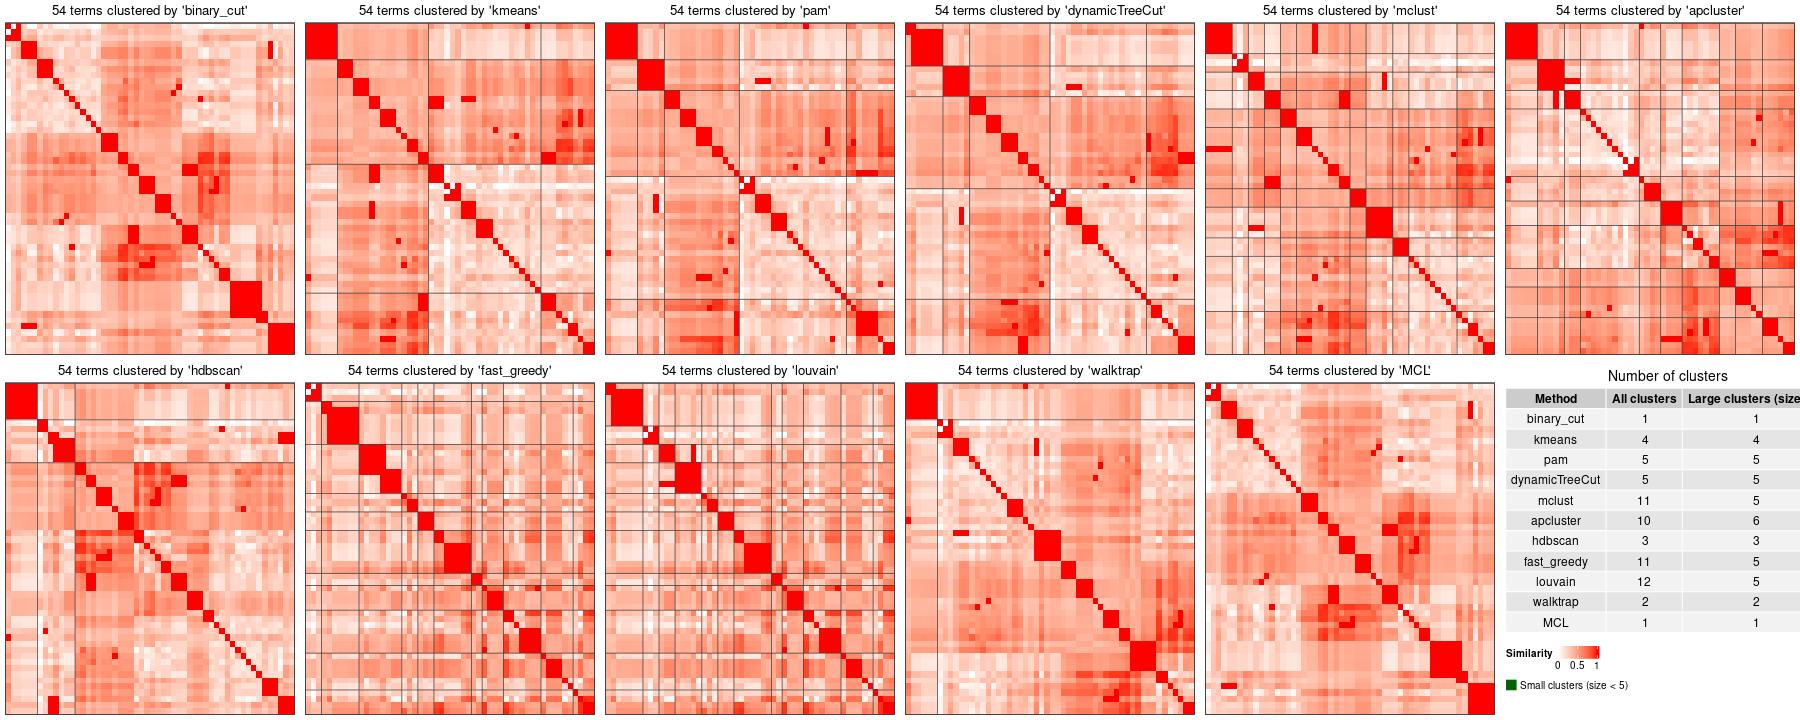 54 terms clustered by 'binary_cut'
54 terms clustered by 'kmeans'
54 terms clustered by 'pam'
54 terms clustered by 'dynamicTreeCut'
54 terms clustered by 'mclust'
54 terms clustered by 'apcluster'
54 terms clustered by 'hdbscan'
54 terms clustered by 'fast_greedy'
54 terms clustered by 'louvain'
54 terms clustered by 'walktrap'
54 terms clustered by 'MCL'
Number of clusters
Method All clusters Large clusters (size
binary_cut 1 1
kmeans 4 4
pam 5 5
dynamicTreeCut 5 5
mclust 11 5
apcluster 10 6
hdbscan 3 3
fast_greedy 11 5
louvain 12 5
walktrap 2 2
MCL 1 1
Similarity
0 0.5 1
Small clusters (size < 5)